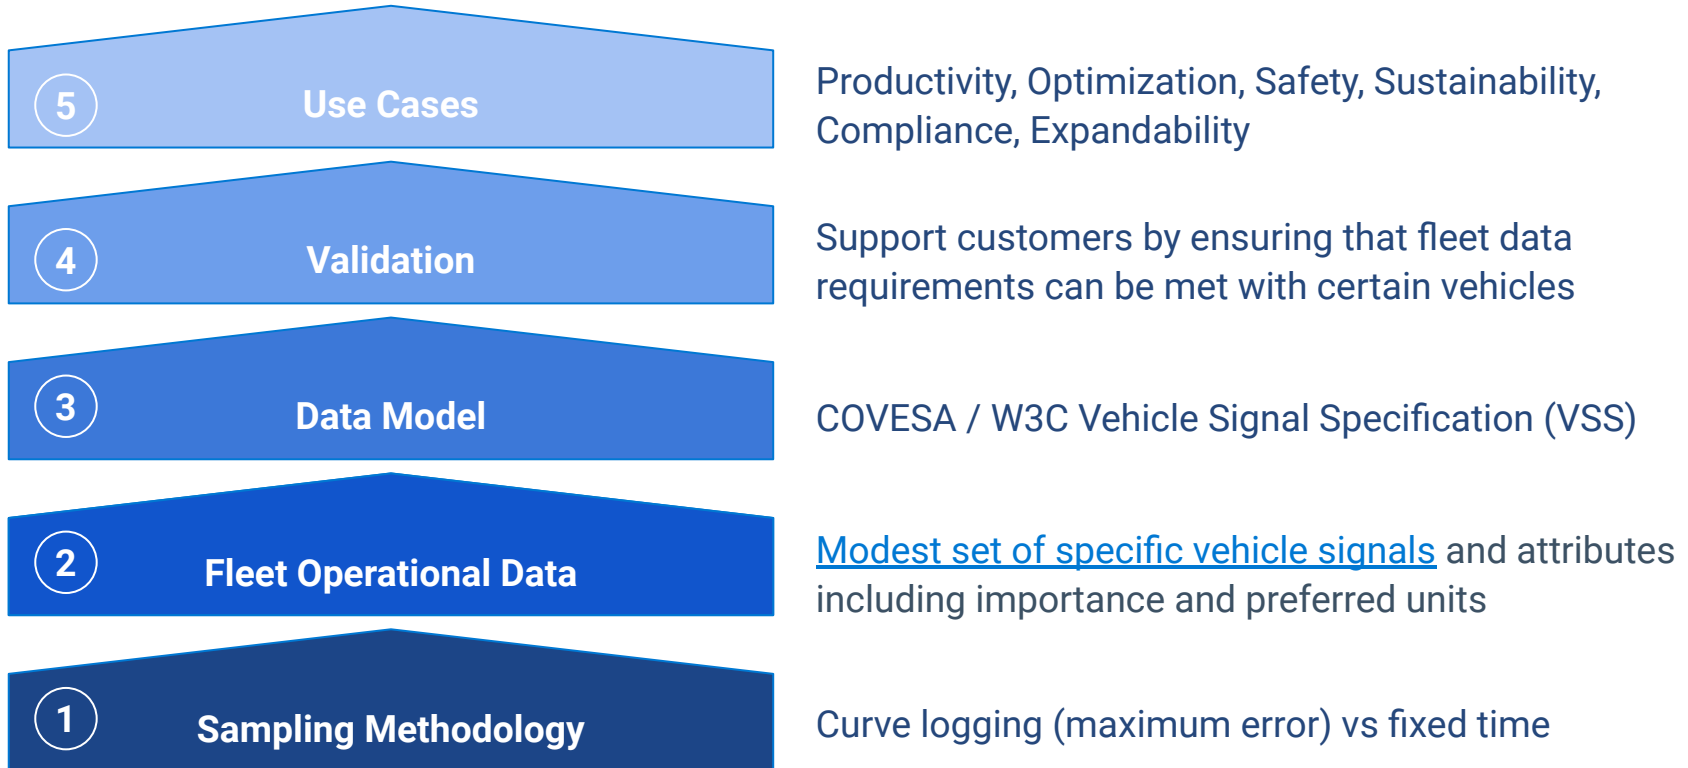 5
Use Cases
Productivity, Optimization, Safety, Sustainability,
Compliance, Expandability
4
Validation
Support customers by ensuring that fleet data
requirements can be met with certain vehicles
3
Data Model
COVESA / W3C Vehicle Signal Specification (VSS)
2
Fleet Operational Data
Modest set of specific vehicle signals and attributes
including importance and preferred units
1
Sampling Methodology
Curve logging (maximum error) vs fixed time